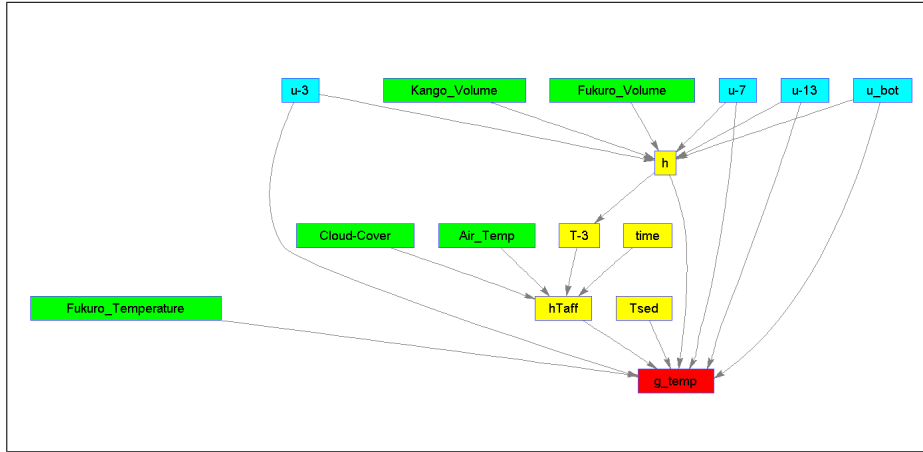 u-3
Kango_Volume
Fukuro_Volume
u-7
u-13
u_bot
h
Cloud-Cover
Air_Temp
T-3
time
Fukuro_Temperature
hTaff
Tsed
g_temp